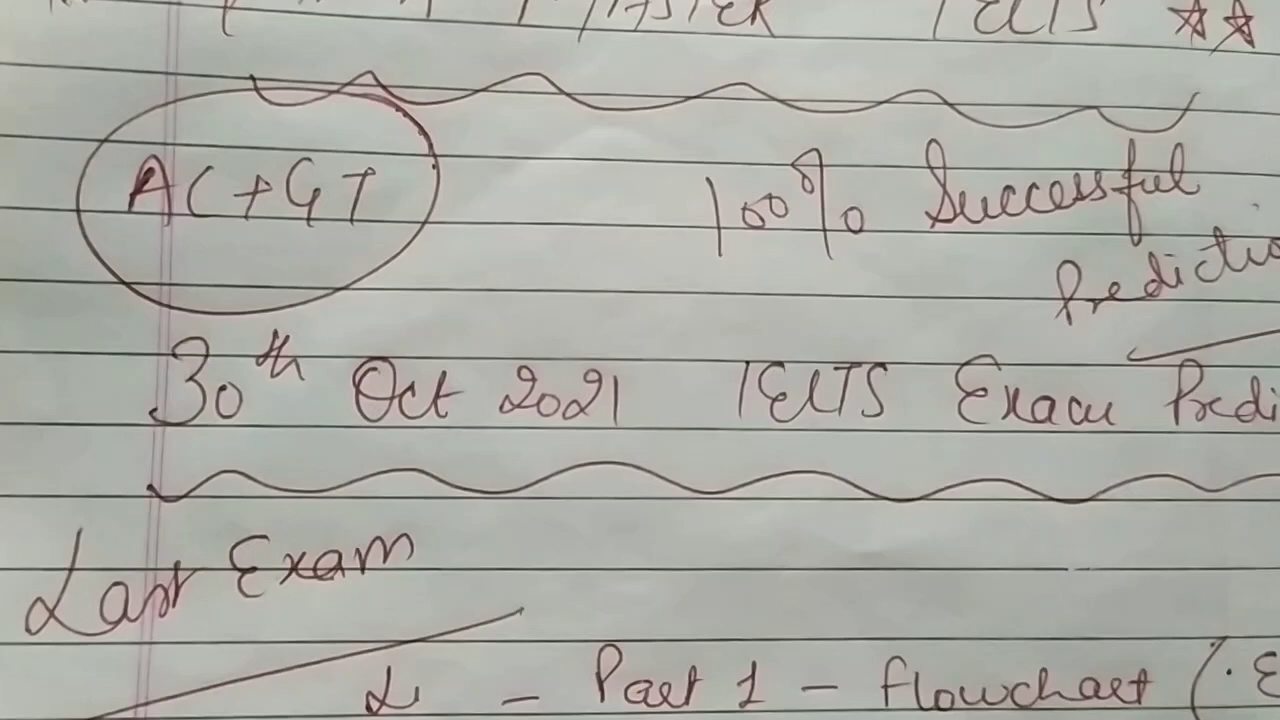 IELTS ☆☆
AC+GT 100% Successful
30th Oct 2021 IELTS Exam
Last Exam
L - Part 1 - flowchart (